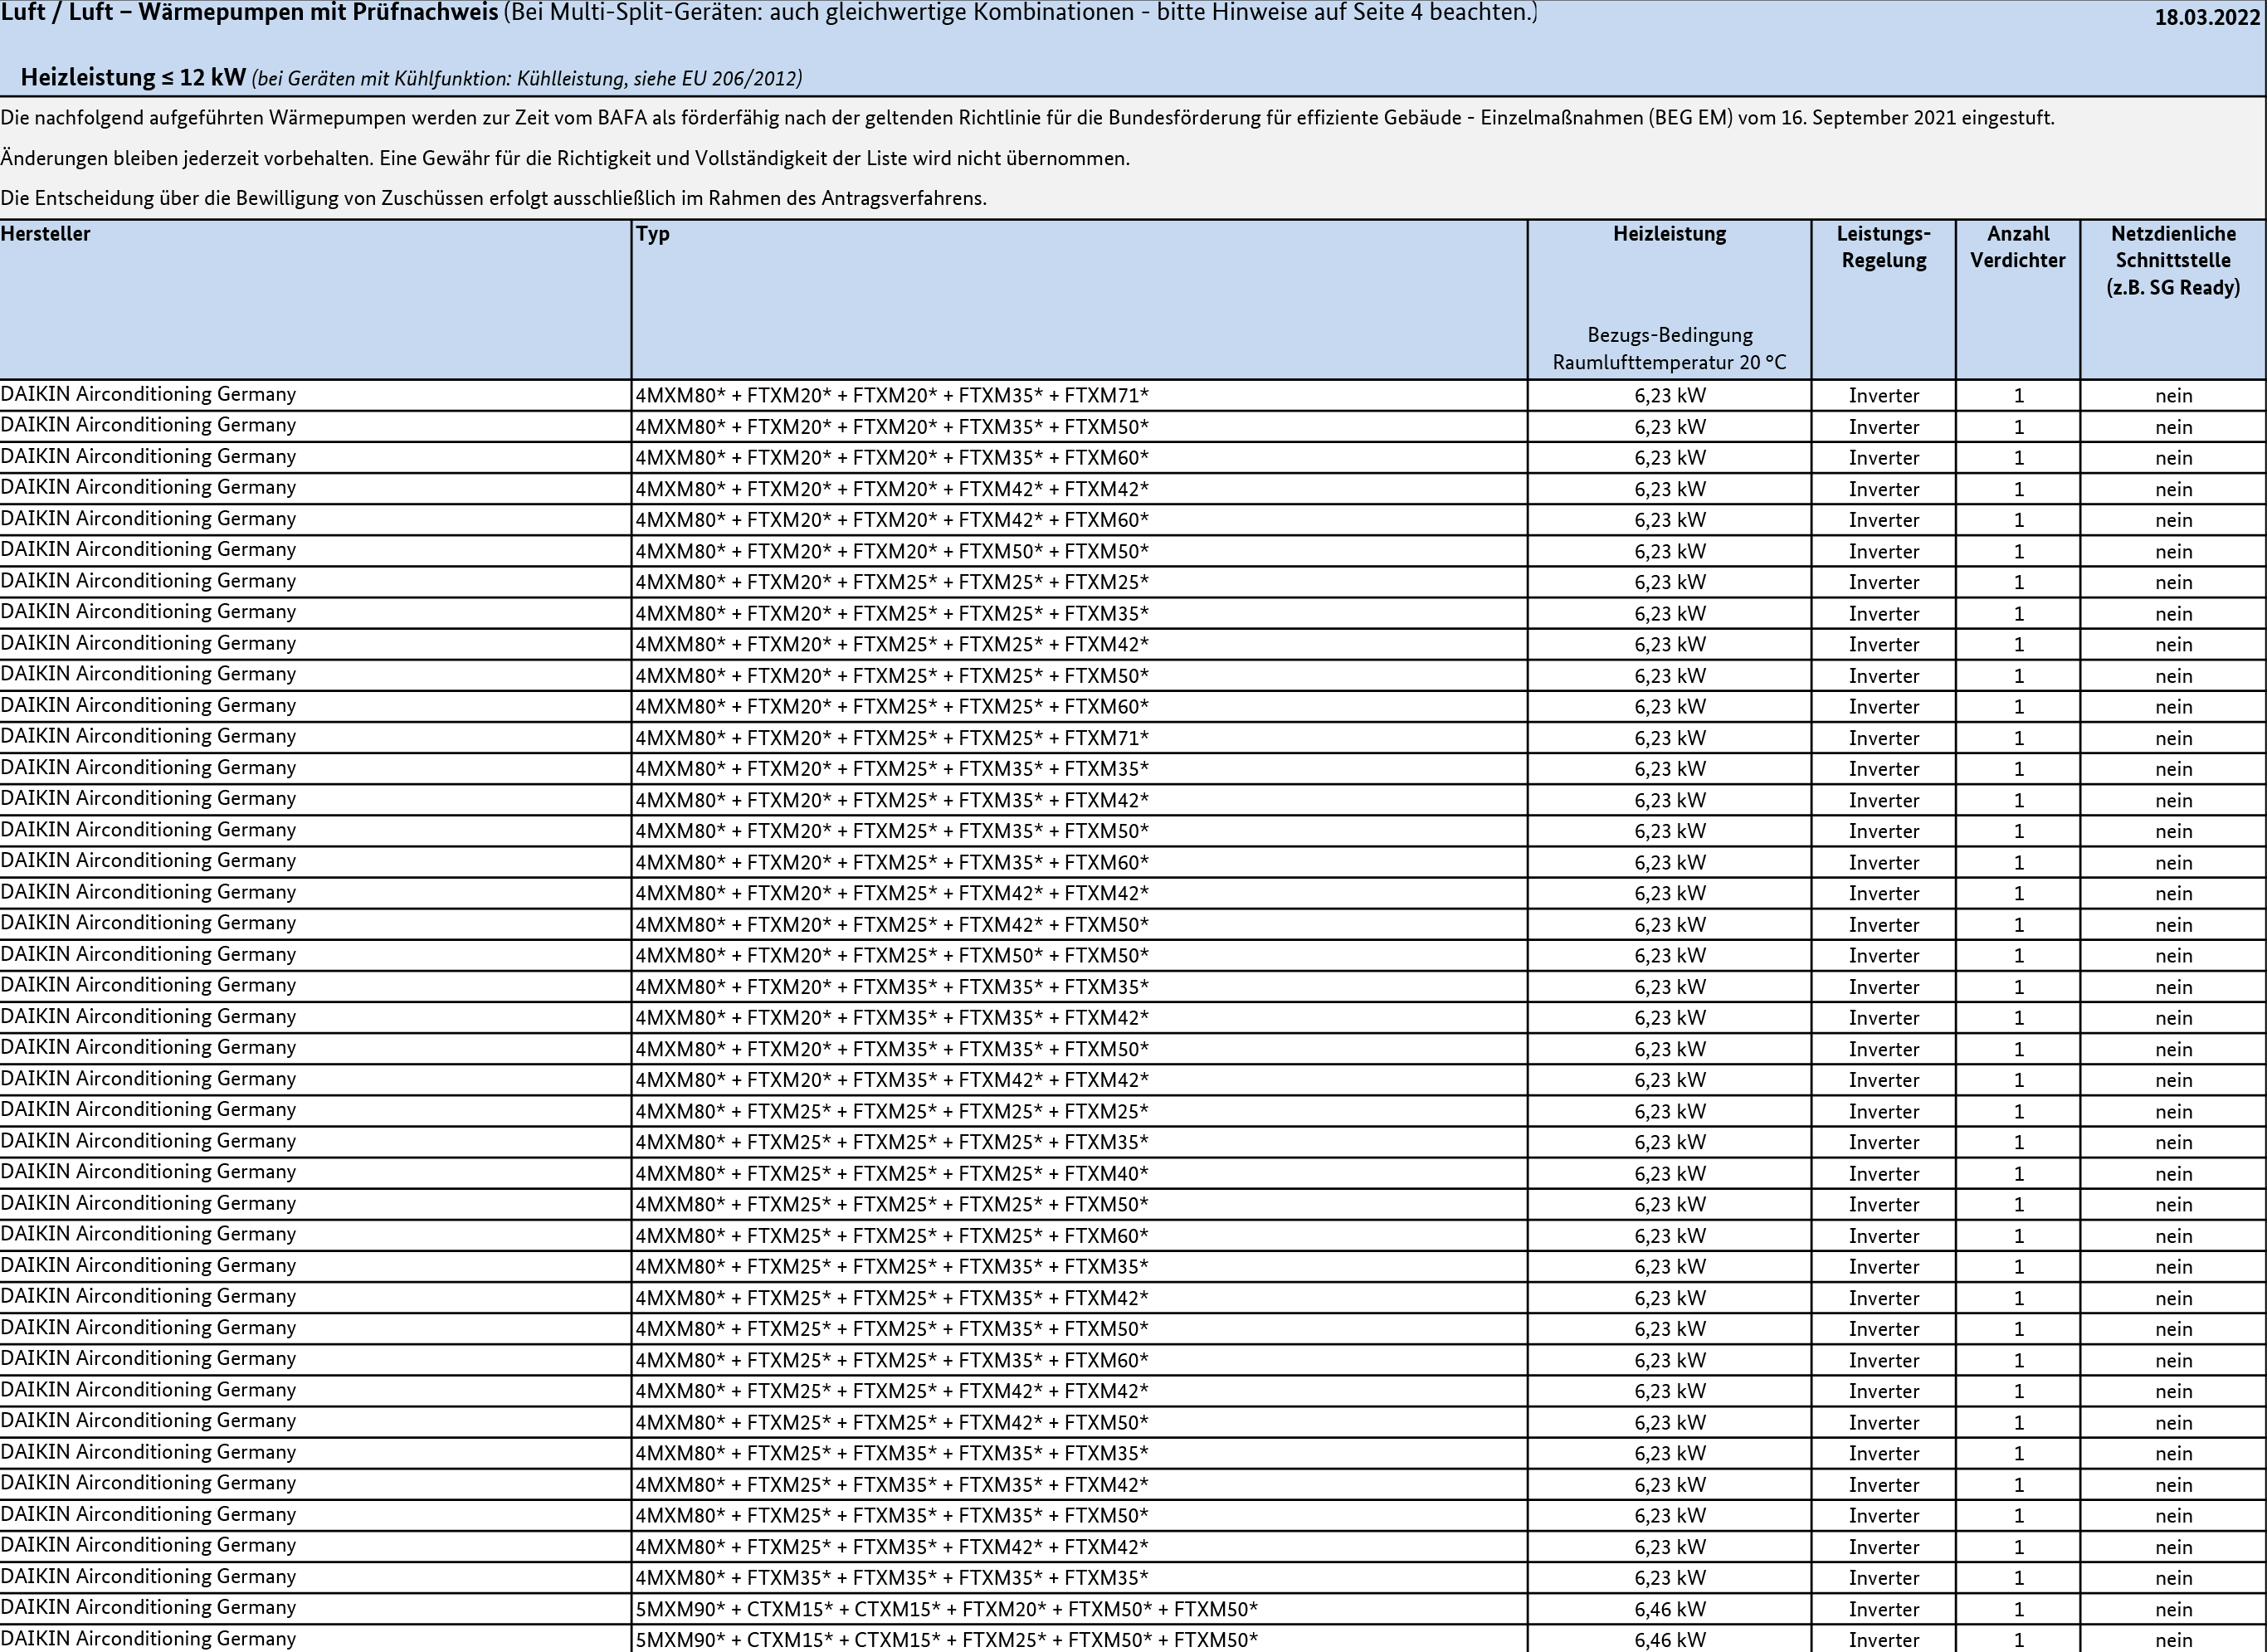 Luft / Luft – Wärmepumpen mit Prüfnachweis (Bei Multi-Split-Geräten: auch gleichwertige Kombinationen - bitte Hinweise auf Seite 4 beachten.) 18.03.2022
Heizleistung ≤ 12 kW (bei Geräten mit Kühlfunktion: Kühlleistung, siehe EU 206/2012)
Die nachfolgend aufgeführten Wärmepumpen werden zur Zeit vom BAFA als förderfähig nach der geltenden Richtlinie für die Bundesförderung für effiziente Gebäude - Einzelmaßnahmen (BEG EM) vom 16. September 2021 eingestuft.
Änderungen bleiben jederzeit vorbehalten. Eine Gewähr für die Richtigkeit und Vollständigkeit der Liste wird nicht übernommen.
Die Entscheidung über die Bewilligung von Zuschüssen erfolgt ausschließlich im Rahmen des Antragsverfahrens.
Hersteller Typ Heizleistung Leistungs- Anzahl Netzdienliche
Regelung Verdichter Schnittstelle
(z.B. SG Ready)
Bezugs-Bedingung
Raumlufttemperatur 20 °C
DAIKIN Airconditioning Germany 4MXM80* + FTXM20* + FTXM20* + FTXM35* + FTXM71* 6,23 kW Inverter 1 nein
DAIKIN Airconditioning Germany 4MXM80* + FTXM20* + FTXM20* + FTXM35* + FTXM50* 6,23 kW Inverter 1 nein
DAIKIN Airconditioning Germany 4MXM80* + FTXM20* + FTXM20* + FTXM35* + FTXM60* 6,23 kW Inverter 1 nein
DAIKIN Airconditioning Germany 4MXM80* + FTXM20* + FTXM20* + FTXM42* + FTXM42* 6,23 kW Inverter 1 nein
DAIKIN Airconditioning Germany 4MXM80* + FTXM20* + FTXM20* + FTXM42* + FTXM60* 6,23 kW Inverter 1 nein
DAIKIN Airconditioning Germany 4MXM80* + FTXM20* + FTXM20* + FTXM50* + FTXM50* 6,23 kW Inverter 1 nein
DAIKIN Airconditioning Germany 4MXM80* + FTXM20* + FTXM25* + FTXM25* + FTXM25* 6,23 kW Inverter 1 nein
DAIKIN Airconditioning Germany 4MXM80* + FTXM20* + FTXM25* + FTXM25* + FTXM35* 6,23 kW Inverter 1 nein
DAIKIN Airconditioning Germany 4MXM80* + FTXM20* + FTXM25* + FTXM25* + FTXM42* 6,23 kW Inverter 1 nein
DAIKIN Airconditioning Germany 4MXM80* + FTXM20* + FTXM25* + FTXM25* + FTXM50* 6,23 kW Inverter 1 nein
DAIKIN Airconditioning Germany 4MXM80* + FTXM20* + FTXM25* + FTXM25* + FTXM60* 6,23 kW Inverter 1 nein
DAIKIN Airconditioning Germany 4MXM80* + FTXM20* + FTXM25* + FTXM25* + FTXM71* 6,23 kW Inverter 1 nein
DAIKIN Airconditioning Germany 4MXM80* + FTXM20* + FTXM25* + FTXM35* + FTXM35* 6,23 kW Inverter 1 nein
DAIKIN Airconditioning Germany 4MXM80* + FTXM20* + FTXM25* + FTXM35* + FTXM42* 6,23 kW Inverter 1 nein
DAIKIN Airconditioning Germany 4MXM80* + FTXM20* + FTXM25* + FTXM35* + FTXM50* 6,23 kW Inverter 1 nein
DAIKIN Airconditioning Germany 4MXM80* + FTXM20* + FTXM25* + FTXM35* + FTXM60* 6,23 kW Inverter 1 nein
DAIKIN Airconditioning Germany 4MXM80* + FTXM20* + FTXM25* + FTXM42* + FTXM42* 6,23 kW Inverter 1 nein
DAIKIN Airconditioning Germany 4MXM80* + FTXM20* + FTXM25* + FTXM42* + FTXM50* 6,23 kW Inverter 1 nein
DAIKIN Airconditioning Germany 4MXM80* + FTXM20* + FTXM25* + FTXM50* + FTXM50* 6,23 kW Inverter 1 nein
DAIKIN Airconditioning Germany 4MXM80* + FTXM20* + FTXM35* + FTXM35* + FTXM35* 6,23 kW Inverter 1 nein
DAIKIN Airconditioning Germany 4MXM80* + FTXM20* + FTXM35* + FTXM35* + FTXM42* 6,23 kW Inverter 1 nein
DAIKIN Airconditioning Germany 4MXM80* + FTXM20* + FTXM35* + FTXM35* + FTXM50* 6,23 kW Inverter 1 nein
DAIKIN Airconditioning Germany 4MXM80* + FTXM20* + FTXM35* + FTXM42* + FTXM42* 6,23 kW Inverter 1 nein
DAIKIN Airconditioning Germany 4MXM80* + FTXM25* + FTXM25* + FTXM25* + FTXM25* 6,23 kW Inverter 1 nein
DAIKIN Airconditioning Germany 4MXM80* + FTXM25* + FTXM25* + FTXM25* + FTXM35* 6,23 kW Inverter 1 nein
DAIKIN Airconditioning Germany 4MXM80* + FTXM25* + FTXM25* + FTXM25* + FTXM40* 6,23 kW Inverter 1 nein
DAIKIN Airconditioning Germany 4MXM80* + FTXM25* + FTXM25* + FTXM25* + FTXM50* 6,23 kW Inverter 1 nein
DAIKIN Airconditioning Germany 4MXM80* + FTXM25* + FTXM25* + FTXM25* + FTXM60* 6,23 kW Inverter 1 nein
DAIKIN Airconditioning Germany 4MXM80* + FTXM25* + FTXM25* + FTXM35* + FTXM35* 6,23 kW Inverter 1 nein
DAIKIN Airconditioning Germany 4MXM80* + FTXM25* + FTXM25* + FTXM35* + FTXM42* 6,23 kW Inverter 1 nein
DAIKIN Airconditioning Germany 4MXM80* + FTXM25* + FTXM25* + FTXM35* + FTXM50* 6,23 kW Inverter 1 nein
DAIKIN Airconditioning Germany 4MXM80* + FTXM25* + FTXM25* + FTXM35* + FTXM60* 6,23 kW Inverter 1 nein
DAIKIN Airconditioning Germany 4MXM80* + FTXM25* + FTXM25* + FTXM42* + FTXM42* 6,23 kW Inverter 1 nein
DAIKIN Airconditioning Germany 4MXM80* + FTXM25* + FTXM25* + FTXM42* + FTXM50* 6,23 kW Inverter 1 nein
DAIKIN Airconditioning Germany 4MXM80* + FTXM25* + FTXM35* + FTXM35* + FTXM35* 6,23 kW Inverter 1 nein
DAIKIN Airconditioning Germany 4MXM80* + FTXM25* + FTXM35* + FTXM35* + FTXM42* 6,23 kW Inverter 1 nein
DAIKIN Airconditioning Germany 4MXM80* + FTXM25* + FTXM35* + FTXM35* + FTXM50* 6,23 kW Inverter 1 nein
DAIKIN Airconditioning Germany 4MXM80* + FTXM25* + FTXM35* + FTXM42* + FTXM42* 6,23 kW Inverter 1 nein
DAIKIN Airconditioning Germany 4MXM80* + FTXM35* + FTXM35* + FTXM35* + FTXM35* 6,23 kW Inverter 1 nein
DAIKIN Airconditioning Germany 5MXM90* + CTXM15* + CTXM15* + FTXM20* + FTXM50* + FTXM50* 6,46 kW Inverter 1 nein
DAIKIN Airconditioning Germany 5MXM90* + CTXM15* + CTXM15* + FTXM25* + FTXM50* + FTXM50* 6,46 kW Inverter 1 nein